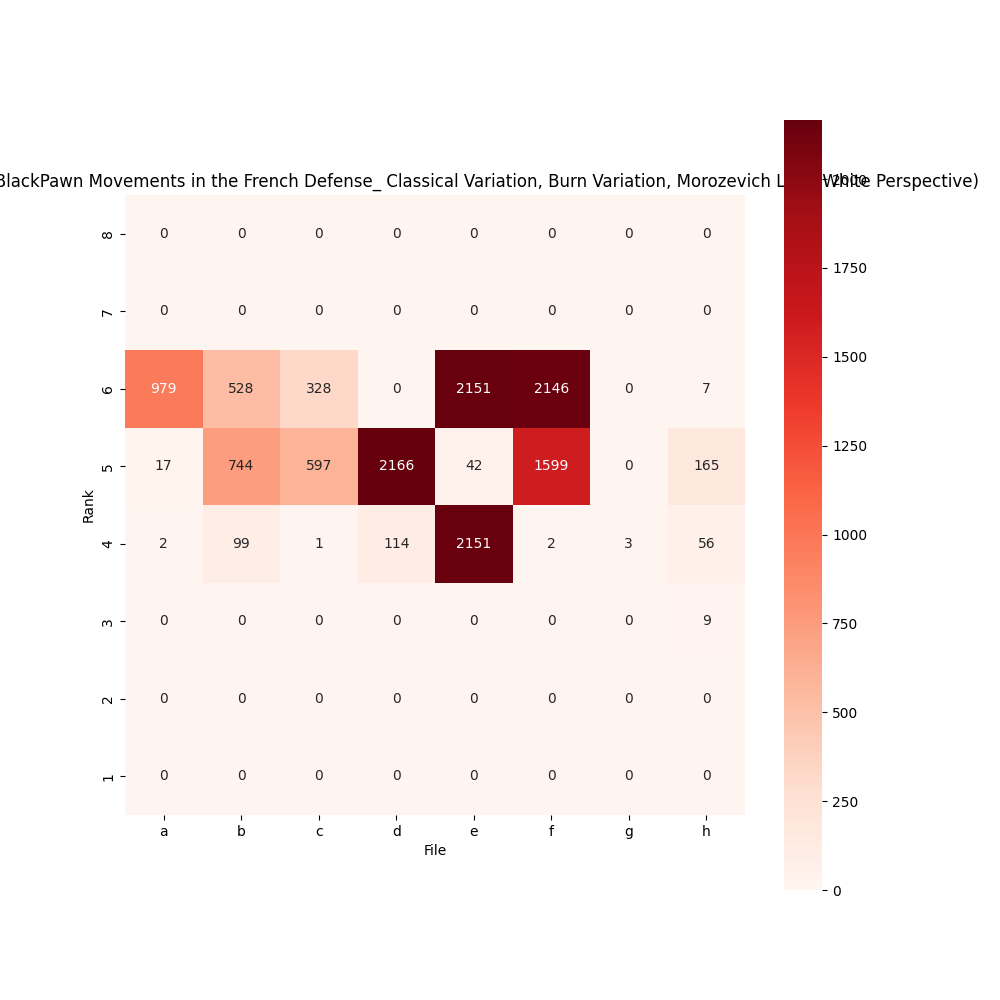 BlackPawn Movements in the French Defense_ Classical Variation, Burn Variation, Morozevich L White Perspective)
2000
8 0 0 0 0 0 0 0 0
1750
7 0 0 0 0 0 0 0 0
1500
6 979 528 328 0 2151 2146 0 7
1250
5 17 744 597 2166 42 1599 0 165
Rank
1000
4 2 99 1 114 2151 2 3 56
750
3 0 0 0 0 0 0 0 9
500
2 0 0 0 0 0 0 0 0
1 0 0 0 0 0 0 0 0
250
a b c d e f g h
File
0